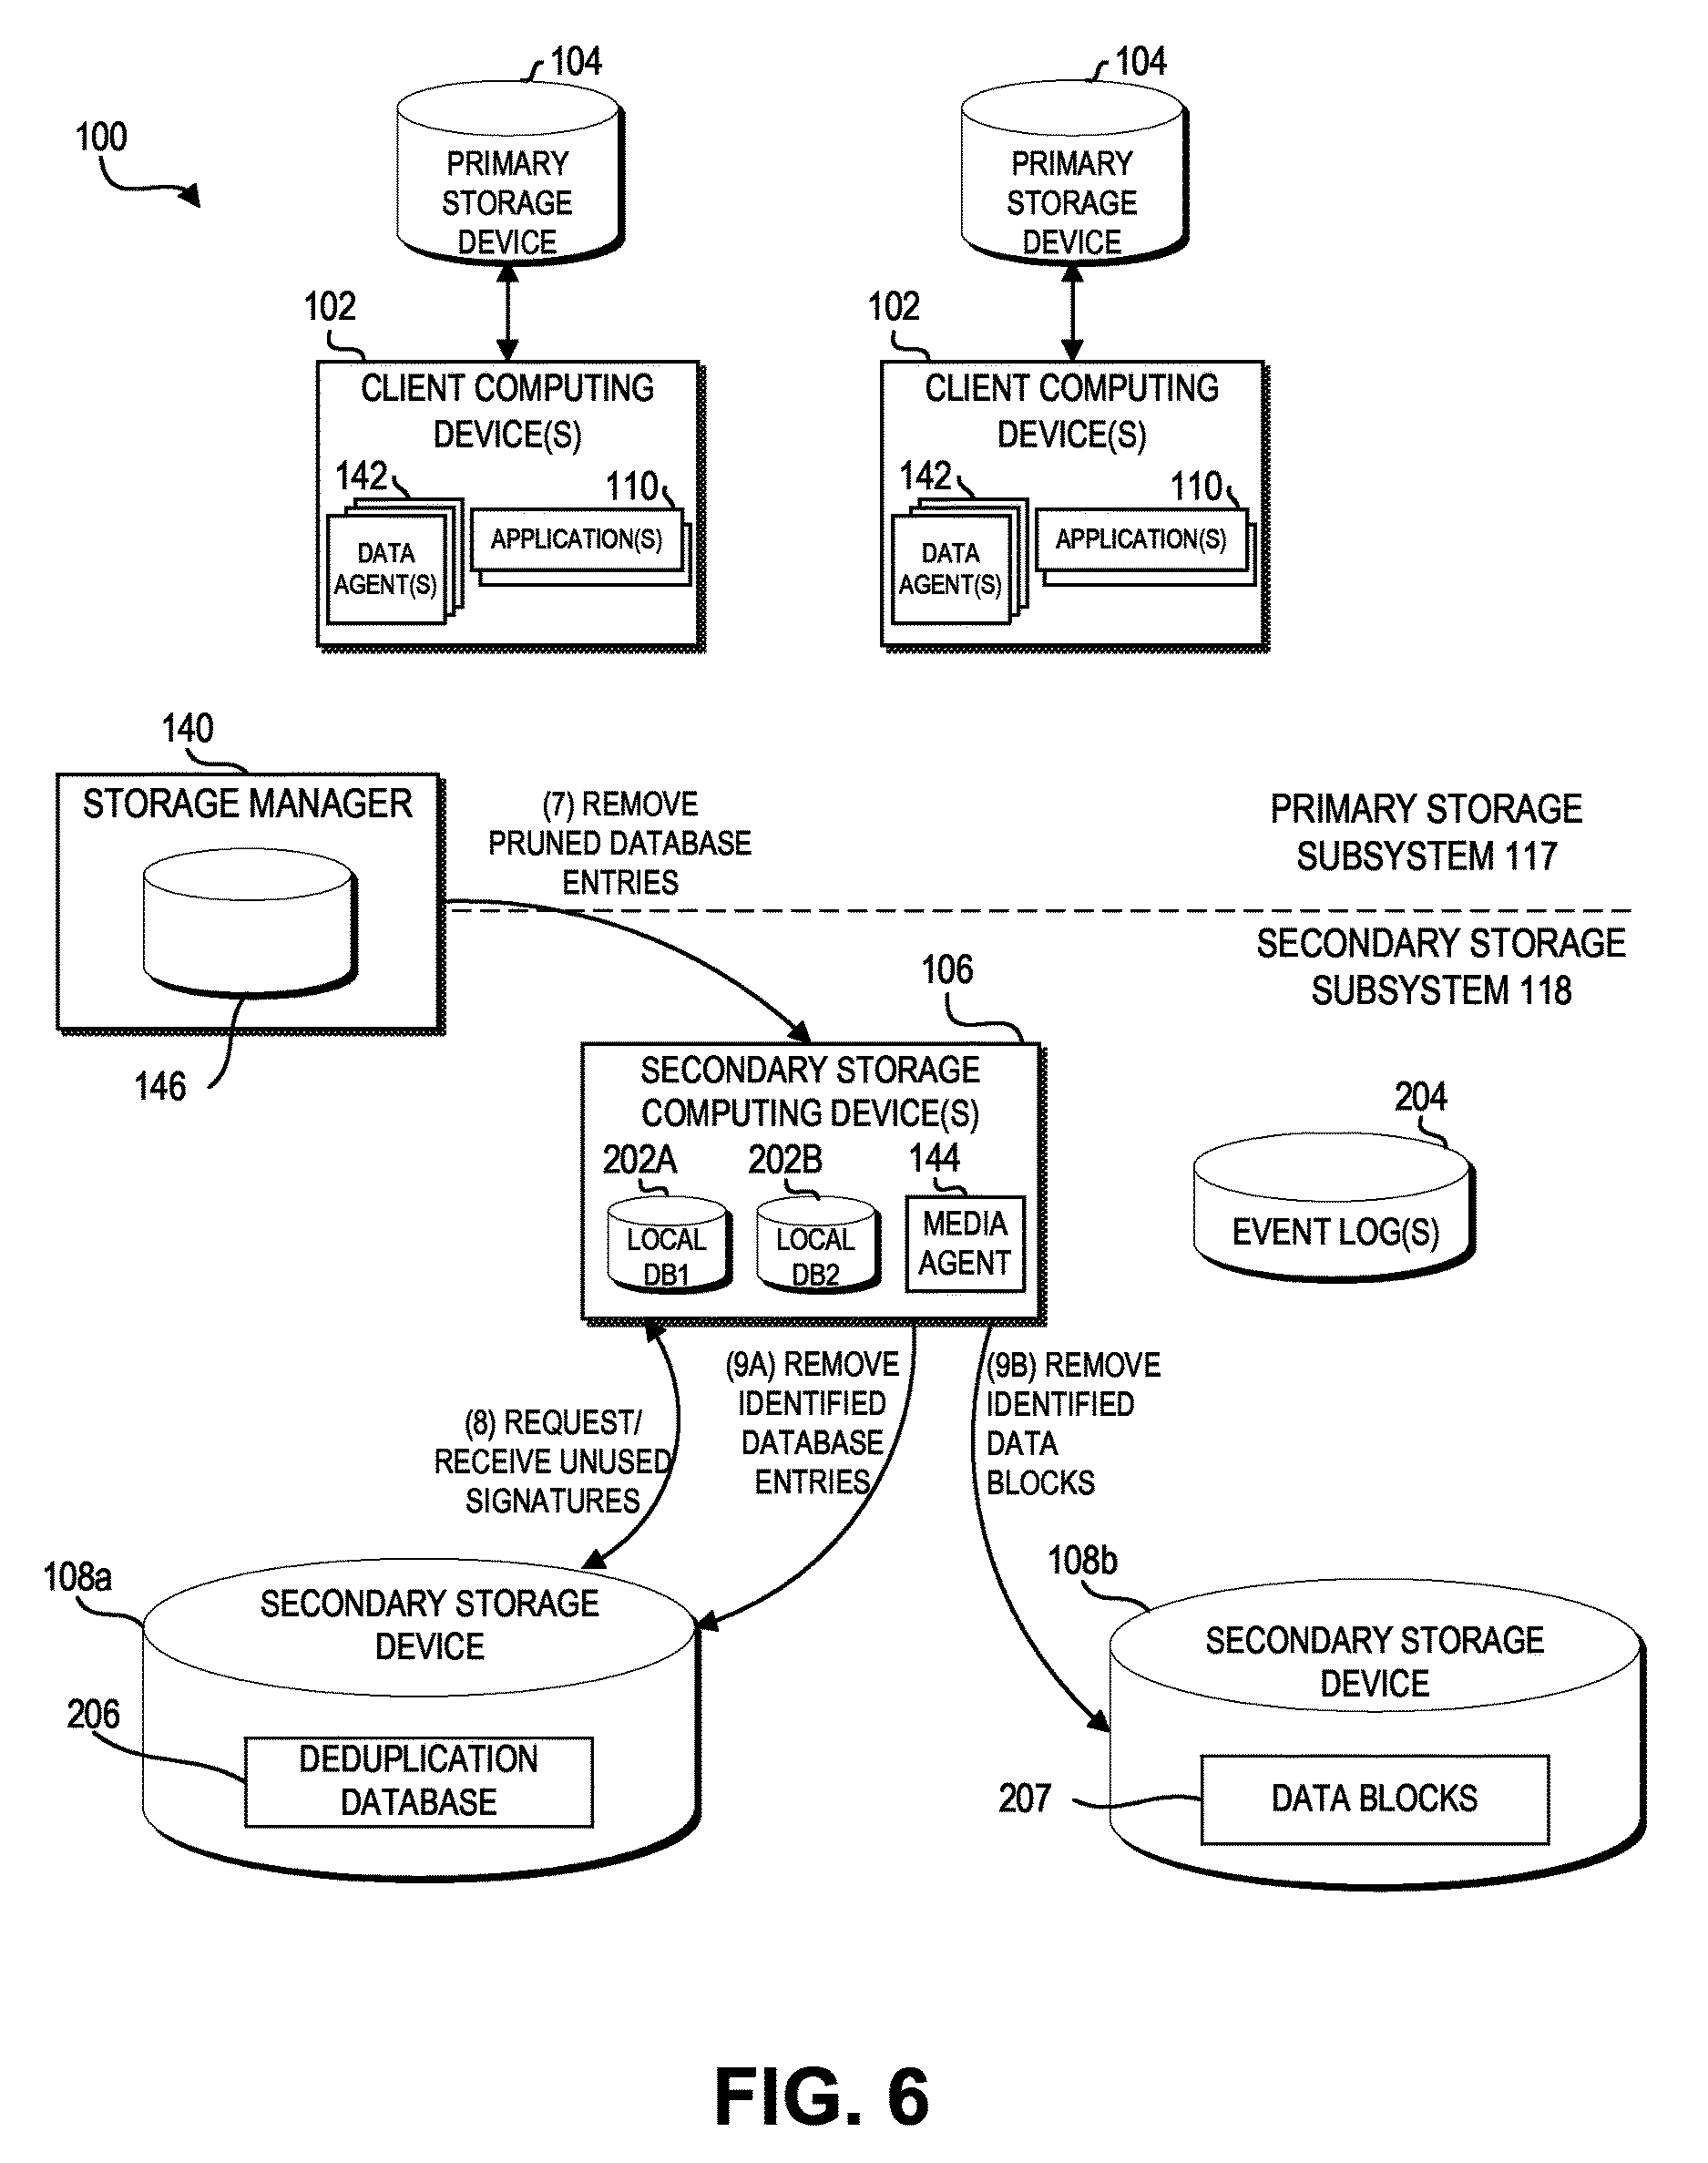 104
104
100
PRIMARY
STORAGE
DEVICE
PRIMARY
STORAGE
DEVICE
102
102
CLIENT COMPUTING
DEVICE(S)
CLIENT COMPUTING
DEVICE(S)
142
110
142
110
DATA
AGENT(S)
APPLICATION(S)
DATA
AGENT(S)
APPLICATION(S)
140
STORAGE MANAGER
146
(7) REMOVE
PRUNED DATABASE
ENTRIES
PRIMARY STORAGE
SUBSYSTEM 117
SECONDARY STORAGE
SUBSYSTEM 118
106
SECONDARY STORAGE
COMPUTING DEVICE(S)
202A
202B
144
LOCAL
DB1
LOCAL
DB2
MEDIA
AGENT
204
EVENT LOG(S)
(8) REQUEST/
RECEIVE UNUSED
SIGNATURES
(9A) REMOVE
IDENTIFIED
DATABASE
ENTRIES
(9B) REMOVE
IDENTIFIED
DATA
BLOCKS
108a
SECONDARY STORAGE
DEVICE
206
DEDUPLICATION
DATABASE
108b
SECONDARY STORAGE
DEVICE
207
DATA BLOCKS
FIG. 6